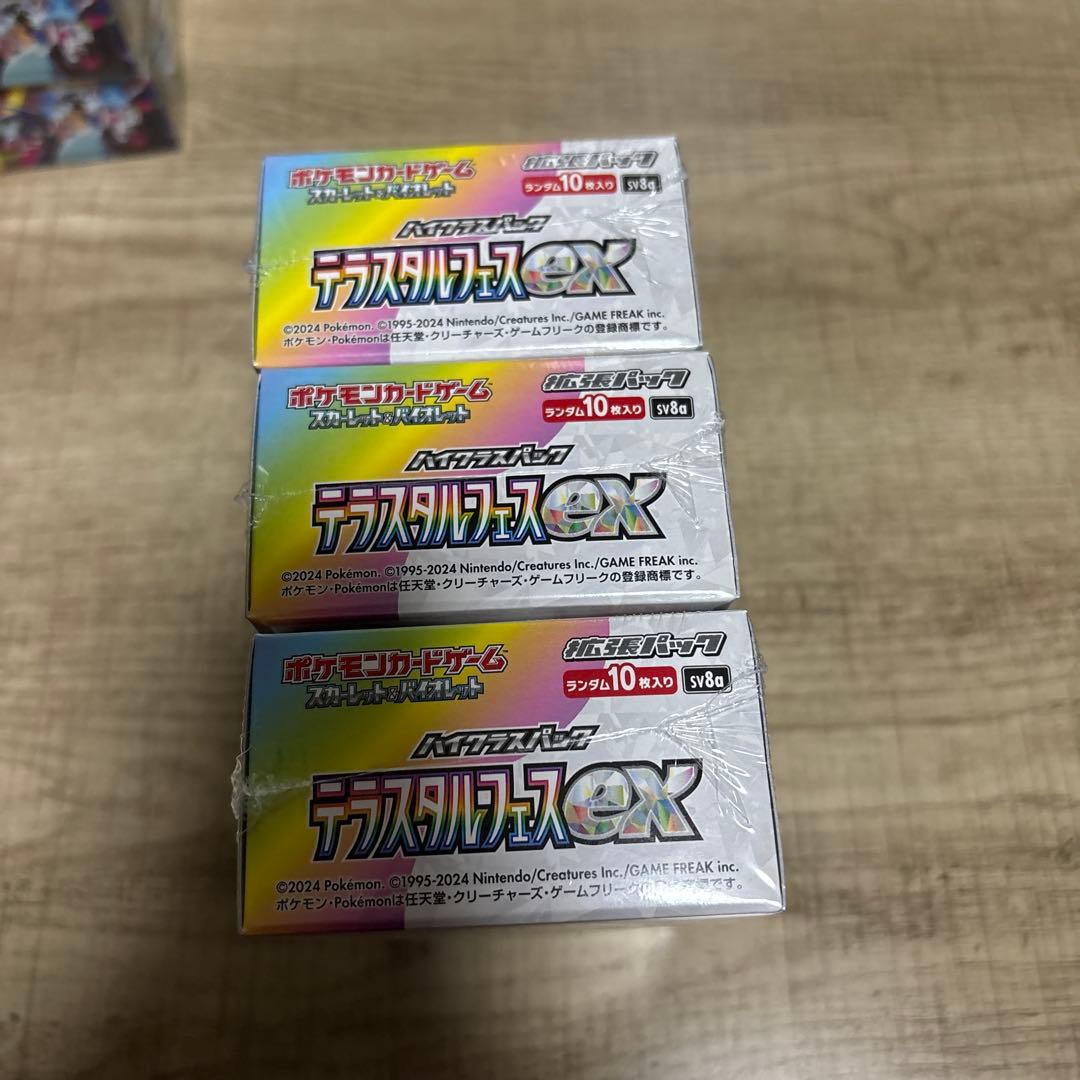 ポケモンカードゲーム 拡張パック
スカーレット&バイオレット ランダム10枚入り sv8a
ハイクラスパック
テラスタルフェスex
©2024 Pokémon. ©1995-2024 Nintendo/Creatures Inc./GAME FREAK inc.
ポケモン・Pokémonは任天堂・クリーチャーズ・ゲームフリークの登録商標です。
ポケモンカードゲーム 拡張パック
スカーレット&バイオレット ランダム10枚入り sv8a
ハイクラスパック
テラスタルフェスex
©2024 Pokémon. ©1995-2024 Nintendo/Creatures Inc./GAME FREAK inc.
ポケモン・Pokémonは任天堂・クリーチャーズ・ゲームフリークの登録商標です。
ポケモンカードゲーム 拡張パック
スカーレット&バイオレット ランダム10枚入り sv8a
ハイクラスパック
テラスタルフェスex
©2024 Pokémon. ©1995-2024 Nintendo/Creatures Inc./GAME FREAK inc.
ポケモン・Pokémonは任天堂・クリーチャーズ・ゲームフリークの登録商標です。